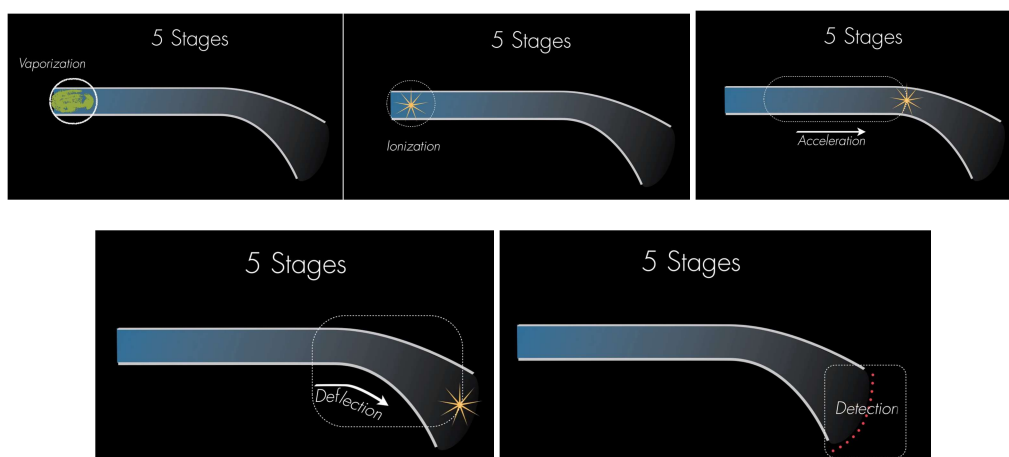 5 Stages
Vaporization
5 Stages
Ionization
5 Stages
Acceleration
5 Stages
Deflection
5 Stages
Detection